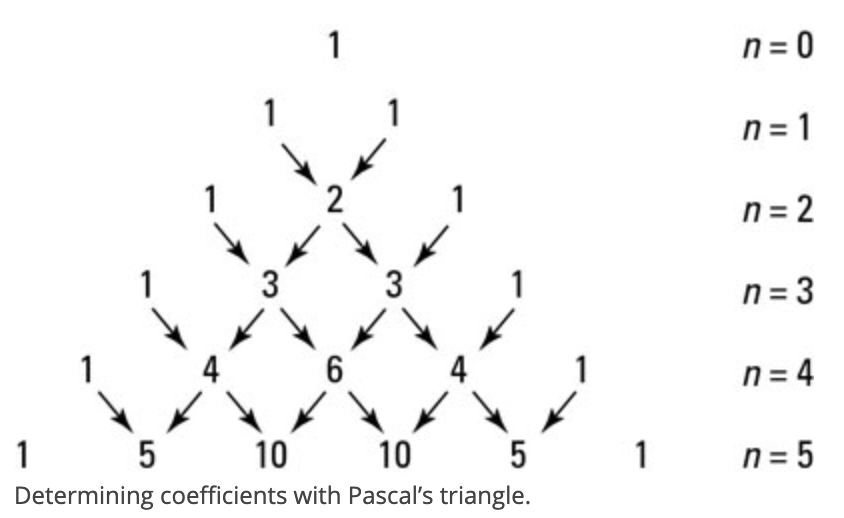 1 n = 0
1 1 n = 1
1 2 1 n = 2
1 3 3 1 n = 3
1 4 6 4 1 n = 4
1 5 10 10 5 1 n = 5
Determining coefficients with Pascal’s triangle.